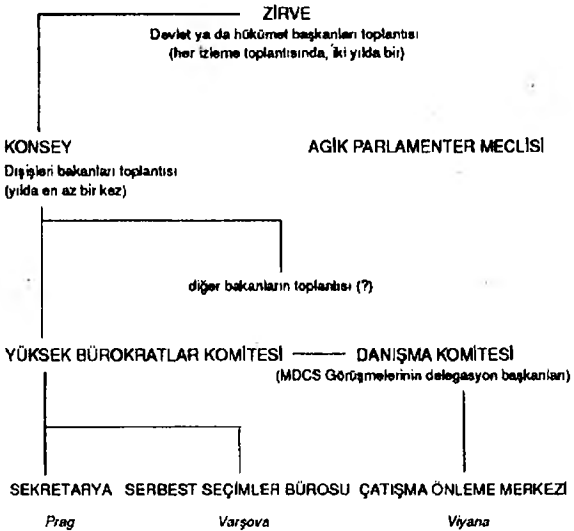 ZİRVE
Devlet ya da hükümet başkanları toplantısı
(her izleme toplantısında, iki yılda bir)
KONSEY
AGİK PARLAMENTER MECLİSİ
Dışişleri bakanları toplantısı
(yılda en az bir kez)
diğer bakanların toplantısı (?)
YÜKSEK BÜROKRATLAR KOMİTESİ
DANIŞMA KOMİTESİ
(MDCS Görüşmelerinin delegasyon başkanları)
SEKRETARYA SERBEST SEÇİMLER BÜROSU ÇATIŞMA ÖNLEME MERKEZİ
Prag Varşova Viyana